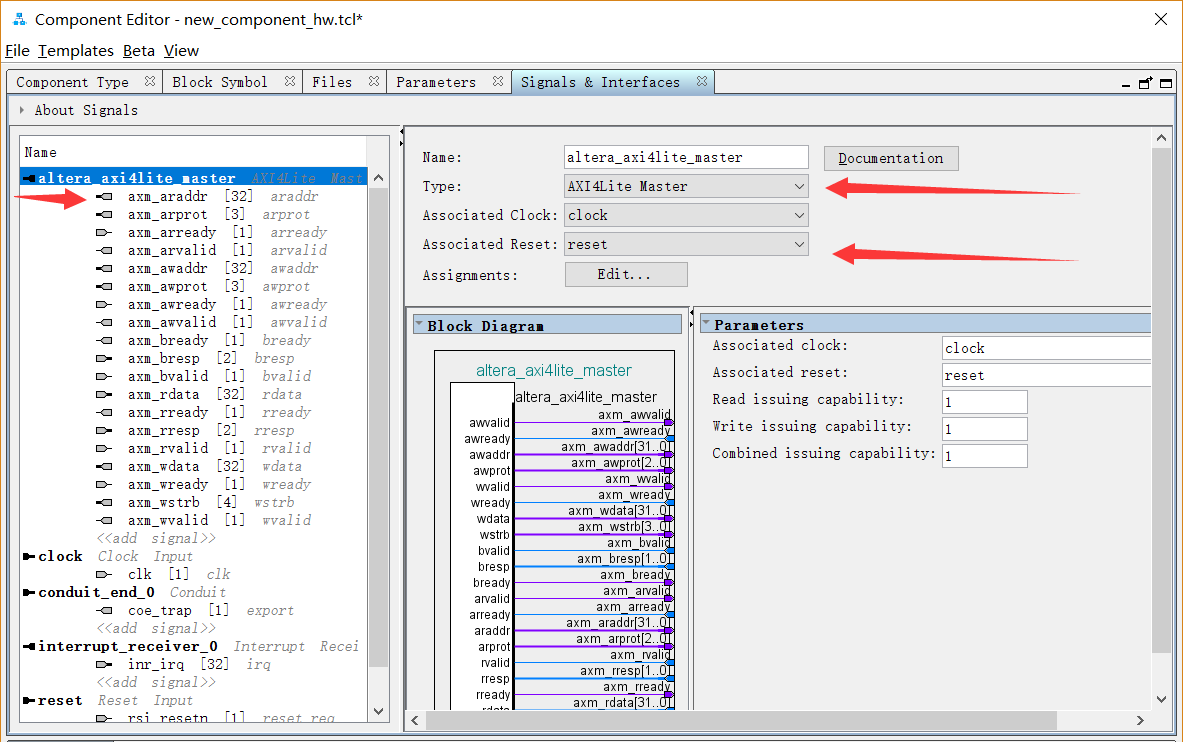 Component Editor - new_component_hw.tcl*
File Templates Beta View
Component Type Block Symbol Files Parameters Signals & Interfaces
About Signals
Name
altera_axi4lite_master AXI4Lite Mast
axm_araddr [32] araddr
axm_arprot [3] arprot
axm_arready [1] arready
axm_arvalid [1] arvalid
axm_awaddr [32] awaddr
axm_awprot [3] awprot
axm_awready [1] awready
axm_awvalid [1] awvalid
axm_bready [1] bready
axm_bresp [2] bresp
axm_bvalid [1] bvalid
axm_rdata [32] rdata
axm_rready [1] rready
axm_rresp [2] rresp
axm_rvalid [1] rvalid
axm_wdata [32] wdata
axm_wready [1] wready
axm_wstrb [4] wstrb
axm_wvalid [1] wvalid
<<add signal>>
clock Clock Input
clk [1] clk
conduit_end_0 Conduit
coe_trap [1] export
<<add signal>>
interrupt_receiver_0 Interrupt Recei
inr_irq [32] irq
<<add signal>>
reset Reset Input
rsi_resetn [1] reset_req
Name: altera_axi4lite_master Documentation
Type: AXI4Lite Master
Associated Clock: clock
Associated Reset: reset
Assignments: Edit...
Block Diagram
altera_axi4lite_master
altera_axi4lite_master
axm_awvalid
awvalid
axm_awready
awready
axm_awaddr[31..0]
awaddr
axm_awprot[2..0]
awprot
axm_wvalid
wvalid
axm_wready
wready
axm_wdata[31..0]
wdata
axm_wstrb[3..0]
wstrb
axm_bvalid
bvalid
axm_bresp[1..0]
bresp
axm_bready
bready
axm_arvalid
arvalid
axm_arready
arready
axm_araddr[31..0]
araddr
axm_arprot[2..0]
arprot
axm_rvalid
rvalid
axm_rresp[1..0]
rresp
axm_rready
rready
axm_rdata[31..0]
rdata
Parameters
Associated clock: clock
Associated reset: reset
Read issuing capability: 1
Write issuing capability: 1
Combined issuing capability: 1